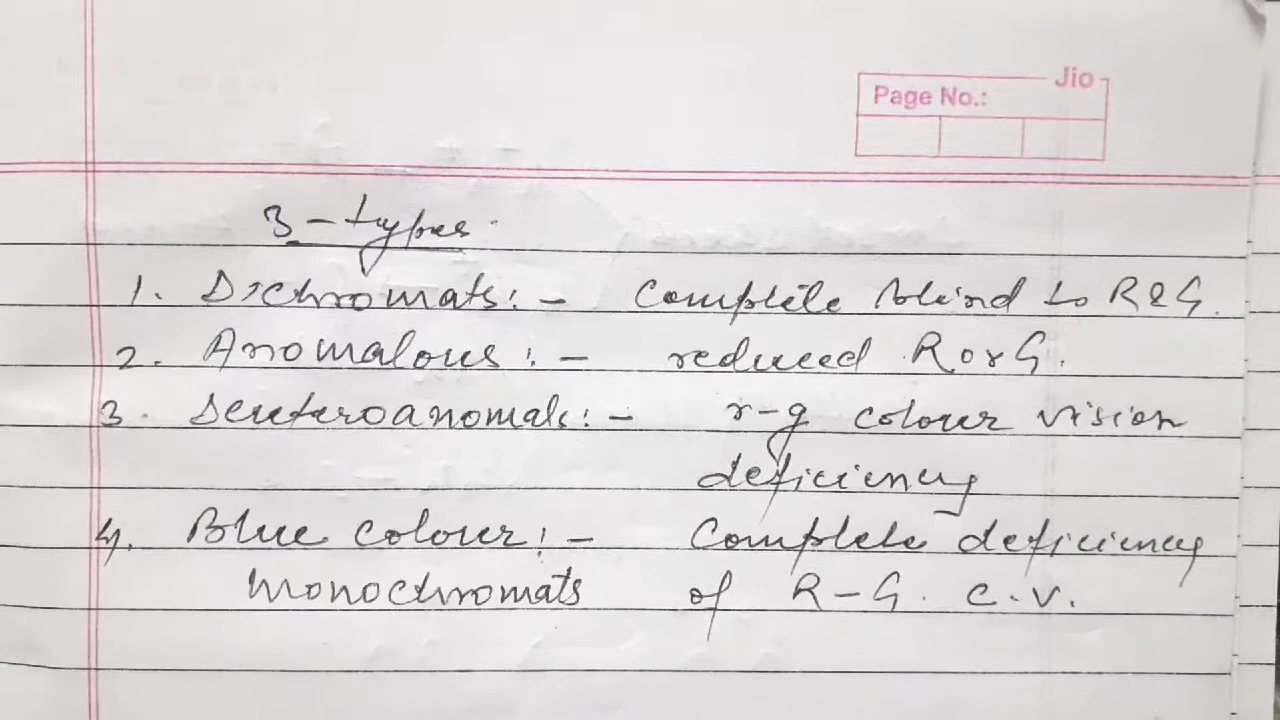 Jio
Page No.:
3 - types.
1. Dichromats: - Complete blind to R & G.
2. Anomalous: - reduced R or G.
3. Deuteroanomals: - r-g colour vision
deficiency
4. Blue colour: - Complete deficiency
Monochromats of R-G. C.V.